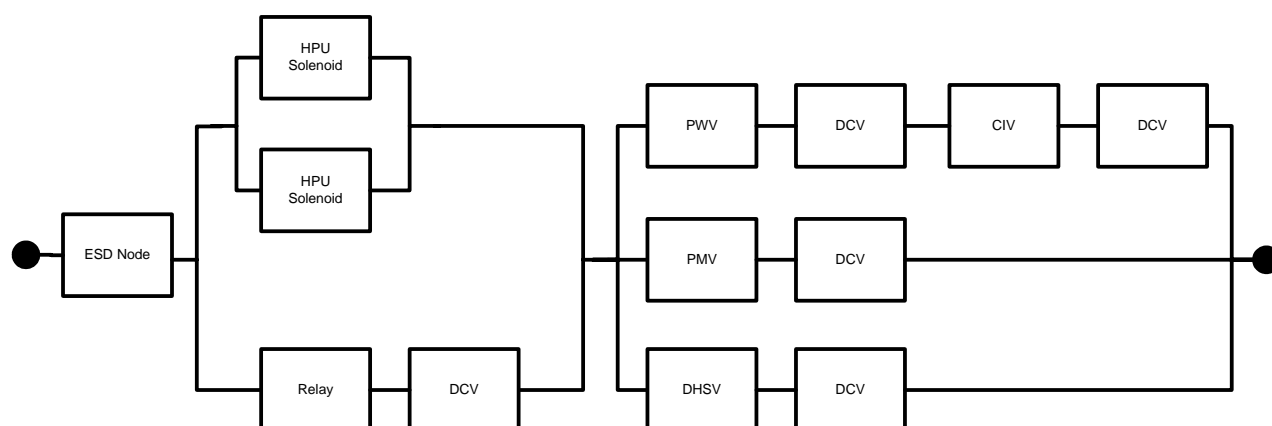 HPU
Solenoid
HPU
Solenoid
ESD Node
Relay
DCV
PWV
DCV
CIV
DCV
PMV
DCV
DHSV
DCV